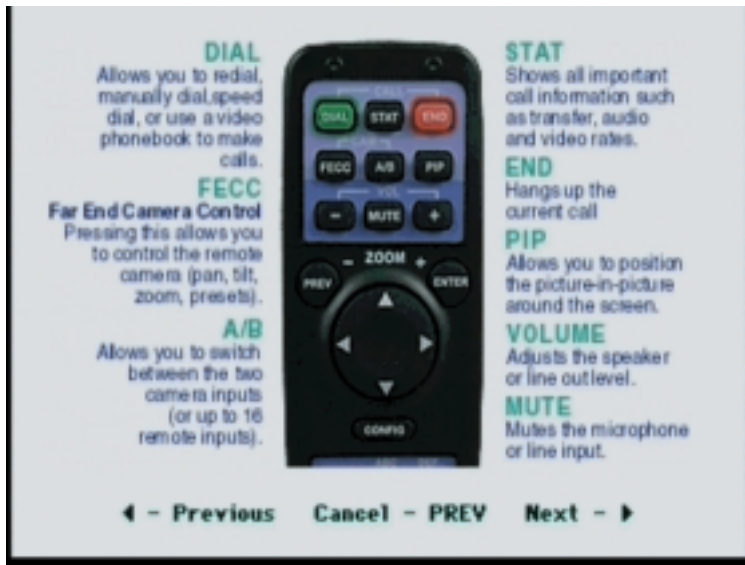 DIAL
Allows you to redial,
manually dial,speed
dial, or use a video
phonebook to make
calls.
FECC
Far End Camera Control
Pressing this allows you
to control the remote
camera (pan, tilt,
zoom, presets).
A/B
Allows you to switch
between the two
camera inputs
(or up to 16
remote inputs).
CALL
DIAL STAT END
CAM
FECC A/B PIP
VOL
- MUTE +
- ZOOM +
PREV ENTER
CONFIG
ABC DEF
STAT
Shows all important
call information such
as transfer, audio
and video rates.
END
Hangs up the
current call
PIP
Allows you to position
the picture-in-picture
around the screen.
VOLUME
Adjusts the speaker
or line outlevel.
MUTE
Mutes the microphone
or line input.
- Previous Cancel - PREV Next -